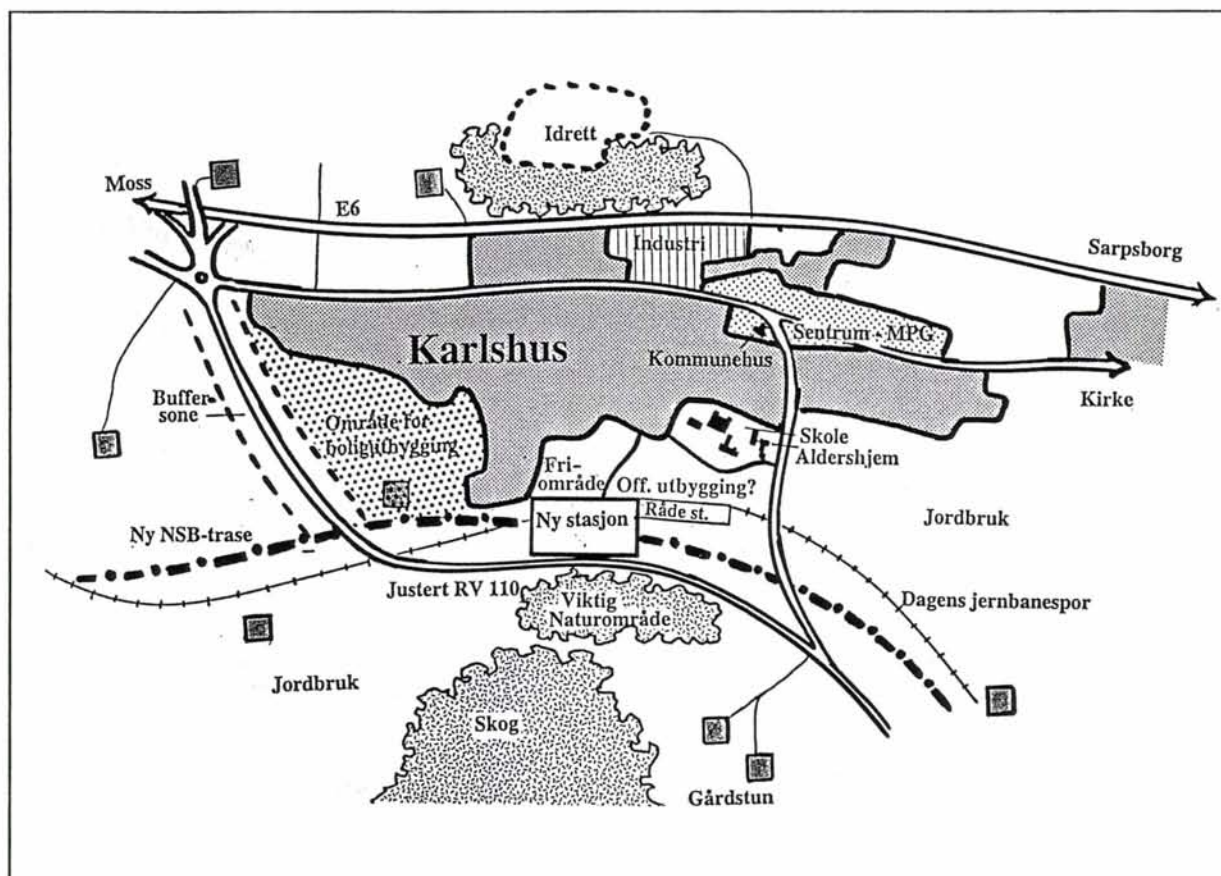 Idrett
Moss
E6
Industri
Sarpsborg
Karlshus
Sentrum - MPG
Kommunehus
Kirke
Buffer
sone
Område for
boligutbygging
Skole
Aldershjem
Fri-
område
Off. utbygging?
Råde st.
Jordbruk
Ny NSB-trase
Ny stasjon
Justert RV 110
Viktig
Naturområde
Dagens jernbanespor
Jordbruk
Skog
Gårdstun